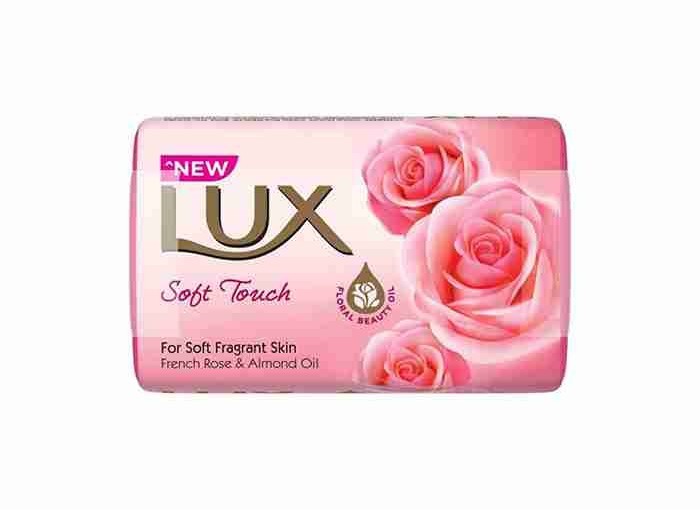 ^NEW
LUX
Soft Touch
FLORAL BEAUTY OIL
For Soft Fragrant Skin
French Rose & Almond Oil